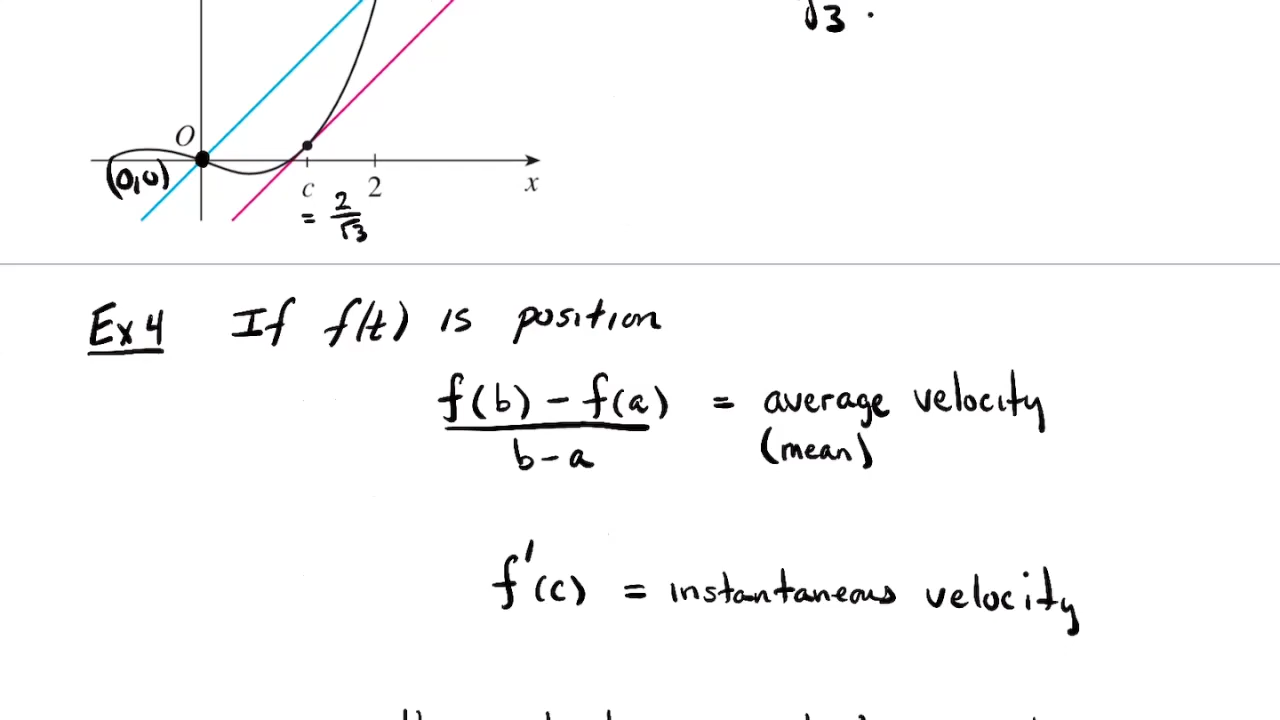 √3 .
O
(0,0)
c 2 x
= 2/√3
Ex 4 If f(t) is position
f(b) - f(a) = average velocity
b - a (mean)
f'(c) = instantaneous velocity